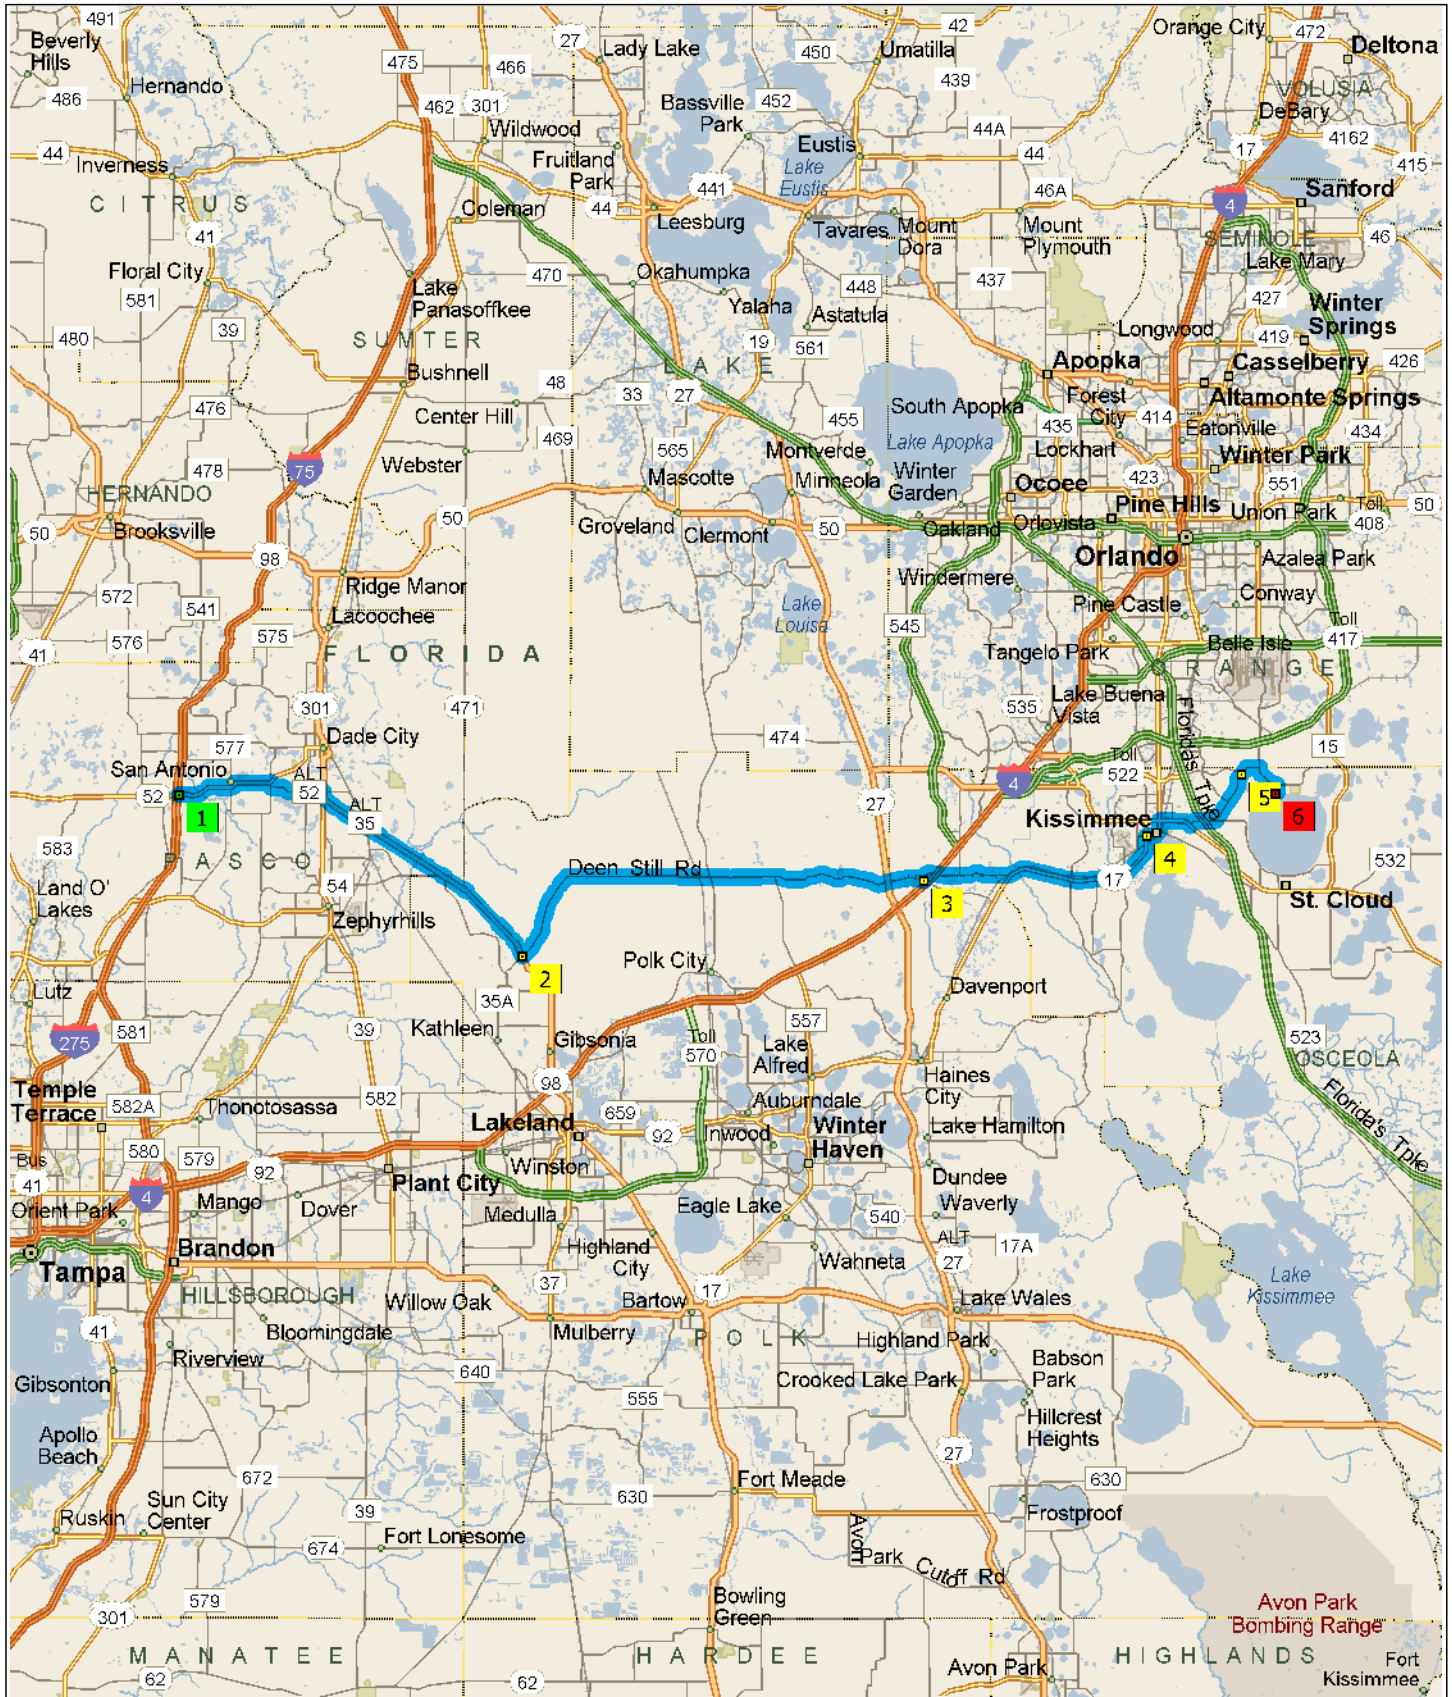 491
Beverly
Hills
Hernando
486
475
466
462
301
Wildwood
27
Lady Lake
450
Umatilla
42
439
Orange City
472
Deltona
VOLUSIA
DeBary
4162
415
44
Inverness
Fruitland
Park
Bassville
Park
452
Eustis
Lake
Eustis
44A
44
46A
17
Sanford
4
CITRUS
41
Coleman
44
441
Leesburg
Tavares
Mount
Dora
Mount
Plymouth
SEMINOLE
46
Lake Mary
Floral City
581
39
Lake
Panasoffkee
470
Okahumpka
Yalaha
448
Astatula
437
427
Winter
Springs
480
SUMTER
19
561
LAKE
Longwood
419
Casselberry
426
Apopka
Bushnell
48
33
27
455
South Apopka
Forest
City
414
Altamonte Springs
476
Center Hill
469
565
Montverde
Lake Apopka
435
Lockhart
Eatonville
434
478
75
Webster
Mascotte
Minneola
Winter
Garden
Ocoee
423
Winter Park
551
HERNANDO
50
Groveland
Clermont
50
Oakland
Orlovista
Pine Hills
Union Park
Toll
408
50
50
Brooksville
98
Ridge Manor
Orlando
Azalea Park
572
541
Lacoochee
Lake
Louisa
545
Windermere
Pine Castle
Conway
Toll
417
41
576
575
FLORIDA
Tangelo Park
Belle Isle
ORANGE
301
471
535
Lake Buena
Vista
Floridas Tpke
577
Dade City
474
15
San Antonio
ALT
52
52
1
ALT
35
27
4
Toll
522
Kissimmee
5
6
583
PASCO
Deen Still Rd
17
4
532
Land O'
Lakes
54
Zephyrhills
3
St. Cloud
2
Polk City
Lutz
35A
Davenport
275
581
39
Kathleen
Gibsonia
Toll
570
557
Lake
Alfred
523
OSCEOLA
Temple
Terrace
582A
Thonotosassa
582
98
Haines
City
Florida's Tpke
Lakeland
659
92
Auburndale
Inwood
Winter
Haven
Lake Hamilton
Bus
41
580
579
92
Winston
Plant City
Dundee
4
Orient Park
Mango
Dover
Medulla
Eagle Lake
540
Waverly
Brandon
Tampa
Highland
City
ALT
27
17A
Wahneta
Lake
Kissimmee
HILLSBOROUGH
Willow Oak
37
17
Bartow
Lake Wales
41
Bloomingdale
Mulberry
POLK
Highland Park
Riverview
Gibsonton
640
555
Crooked Lake Park
Babson
Park
Hillcrest
Heights
Apollo
Beach
27
672
630
Fort Meade
630
Ruskin
Sun City
Center
39
Frostproof
674
Fort Lonesome
Avon
Park Cutoff Rd
301
579
Bowling
Green
Avon Park
Bombing Range
MANATEE
HARDEE
HIGHLANDS
62
62
Avon Park
Fort
Kissimmee